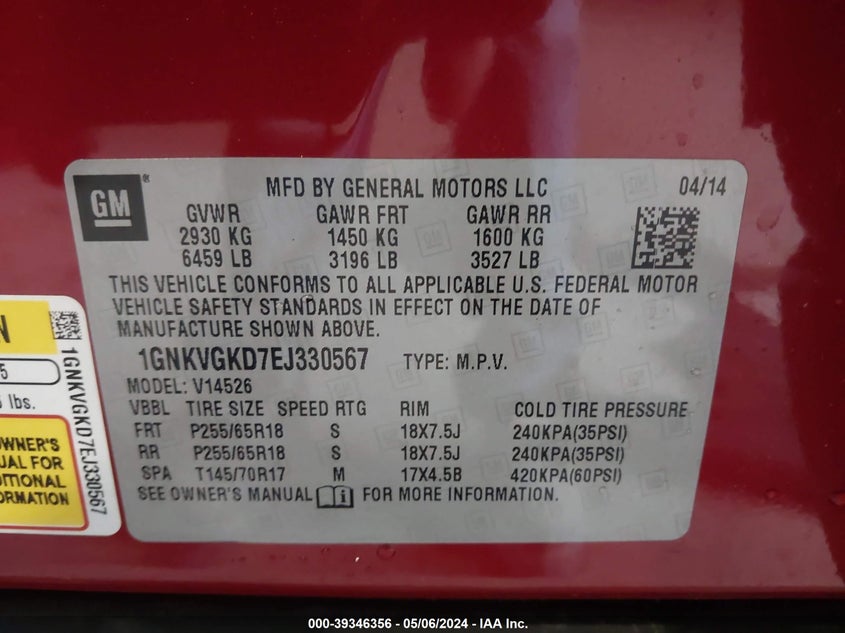 GM ® MFD BY GENERAL MOTORS LLC 04/14
GVWR GAWR FRT GAWR RR
2930 KG 1450 KG 1600 KG
6459 LB 3196 LB 3527 LB
THIS VEHICLE CONFORMS TO ALL APPLICABLE U.S. FEDERAL MOTOR
VEHICLE SAFETY STANDARDS IN EFFECT ON THE DATE OF
MANUFACTURE SHOWN ABOVE.
1GNKVGKD7EJ330567 TYPE: M.P.V.
MODEL: V14526
VBBL TIRE SIZE SPEED RTG RIM COLD TIRE PRESSURE
FRT P255/65R18 S 18X7.5J 240KPA(35PSI)
RR P255/65R18 S 18X7.5J 240KPA(35PSI)
SPA T145/70R17 M 17X4.5B 420KPA(60PSI)
SEE OWNER'S MANUAL i FOR MORE INFORMATION.
N
5
lbs.
OWNER'S
UAL FOR
DITIONAL
ORMATION
1GNKVGKD7EJ330567
000-39346356 - 05/06/2024 - IAA Inc.